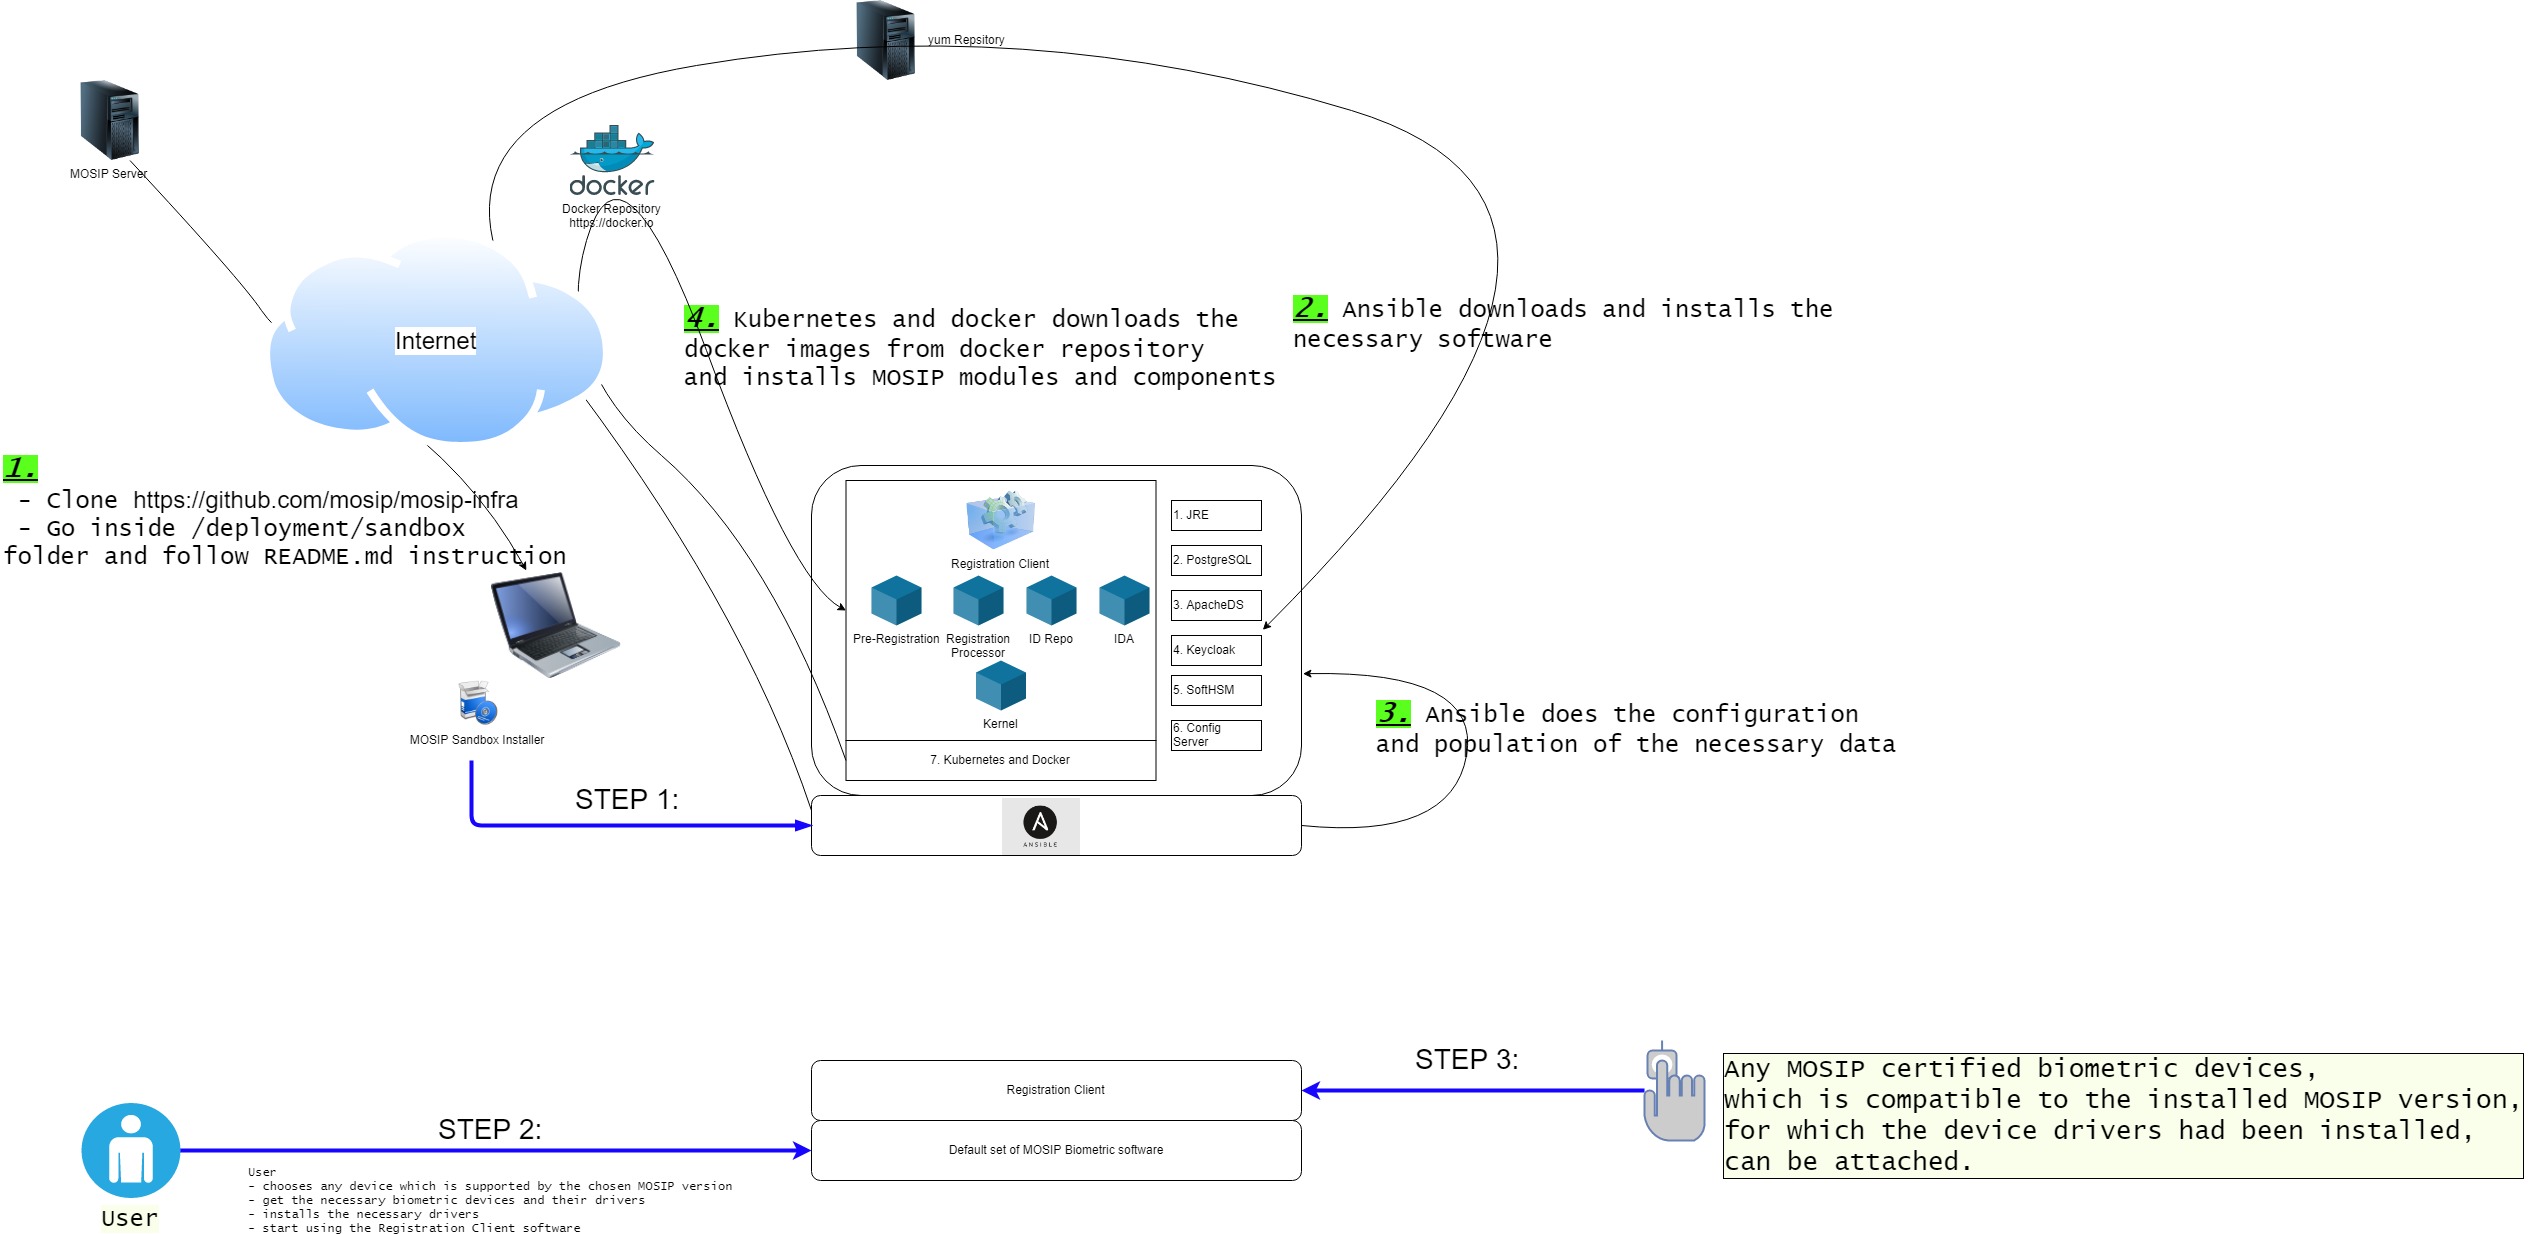 yum Repsitory
MOSIP Server
docker
Docker Repository
https://docker.io
Internet
4. Kubernetes and docker downloads the
docker images from docker repository
and installs MOSIP modules and components
2. Ansible downloads and installs the
necessary software
1.
- Clone https://github.com/mosip/mosip-infra
- Go inside /deployment/sandbox
folder and follow README.md instruction
Registration Client
Pre-Registration
Registration
Processor
ID Repo
IDA
Kernel
7. Kubernetes and Docker
1. JRE
2. PostgreSQL
3. ApacheDS
4. Keycloak
5. SoftHSM
6. Config
Server
3. Ansible does the configuration
and population of the necessary data
MOSIP Sandbox Installer
STEP 1:
ANSIBLE
STEP 2:
User
User
- chooses any device which is supported by the chosen MOSIP version
- get the necessary biometric devices and their drivers
- installs the necessary drivers
- start using the Registration Client software
Registration Client
Default set of MOSIP Biometric software
STEP 3:
Any MOSIP certified biometric devices,
which is compatible to the installed MOSIP version,
for which the device drivers had been installed,
can be attached.